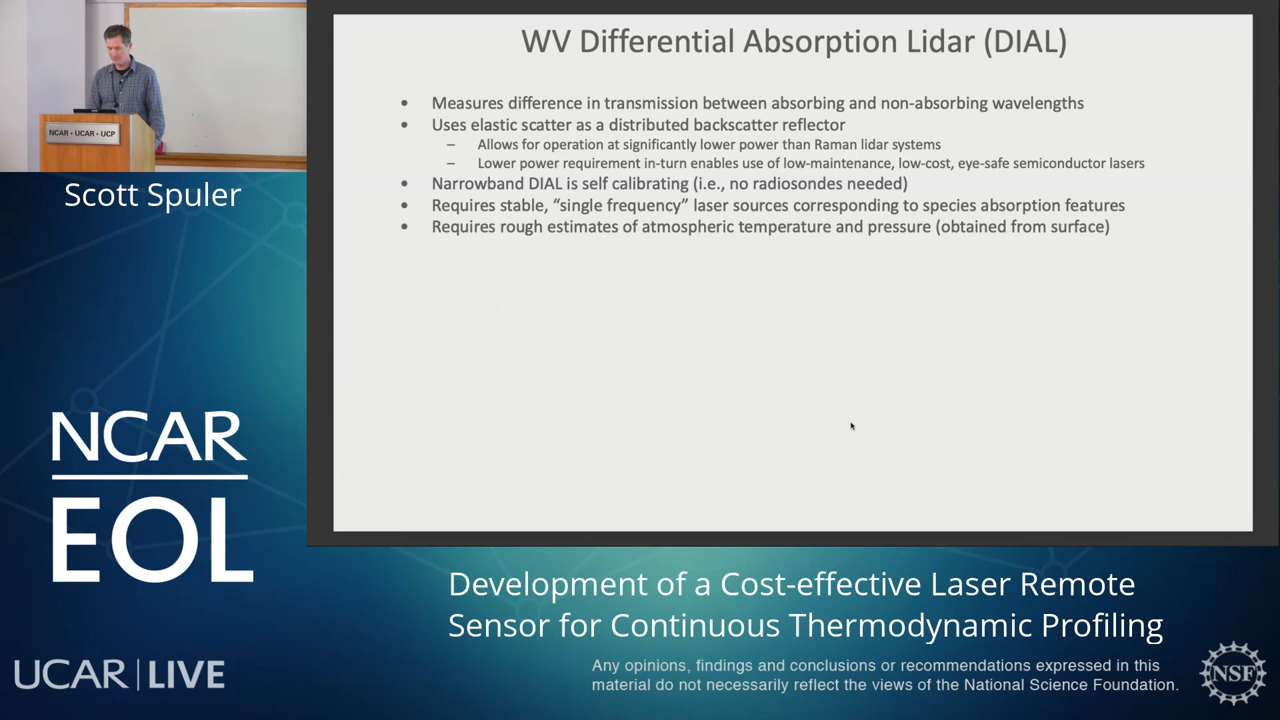 NCAR • UCAR • UCP
Scott Spuler
NCAR
EOL
UCAR | LIVE
WV Differential Absorption Lidar (DIAL)
• Measures difference in transmission between absorbing and non-absorbing wavelengths
• Uses elastic scatter as a distributed backscatter reflector
– Allows for operation at significantly lower power than Raman lidar systems
– Lower power requirement in-turn enables use of low-maintenance, low-cost, eye-safe semiconductor lasers
• Narrowband DIAL is self calibrating (i.e., no radiosondes needed)
• Requires stable, “single frequency” laser sources corresponding to species absorption features
• Requires rough estimates of atmospheric temperature and pressure (obtained from surface)
Development of a Cost-effective Laser Remote
Sensor for Continuous Thermodynamic Profiling
Any opinions, findings and conclusions or recommendations expressed in this
material do not necessarily reflect the views of the National Science Foundation.
NSF